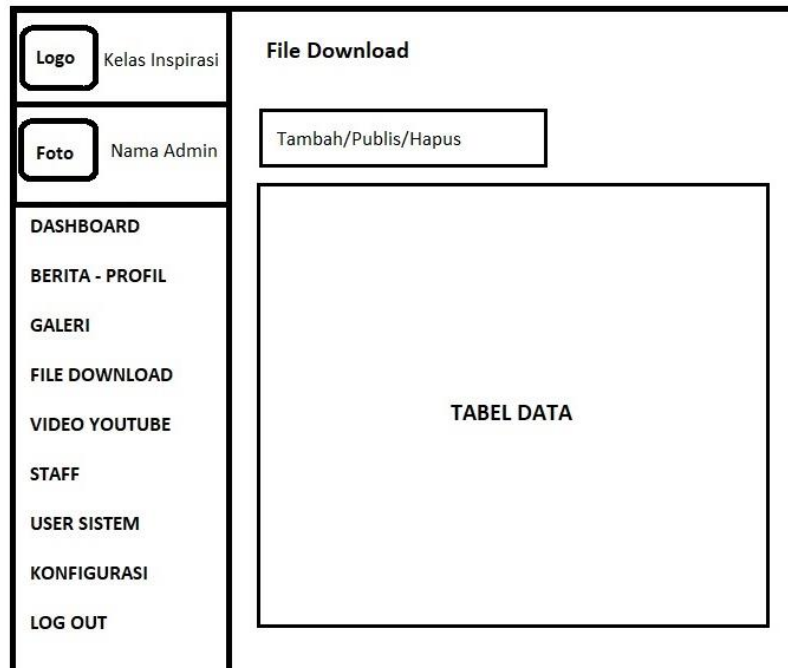 Logo Kelas Inspirasi
Foto Nama Admin
DASHBOARD
BERITA - PROFIL
GALERI
FILE DOWNLOAD
VIDEO YOUTUBE
STAFF
USER SISTEM
KONFIGURASI
LOG OUT
File Download
Tambah/Publis/Hapus
TABEL DATA